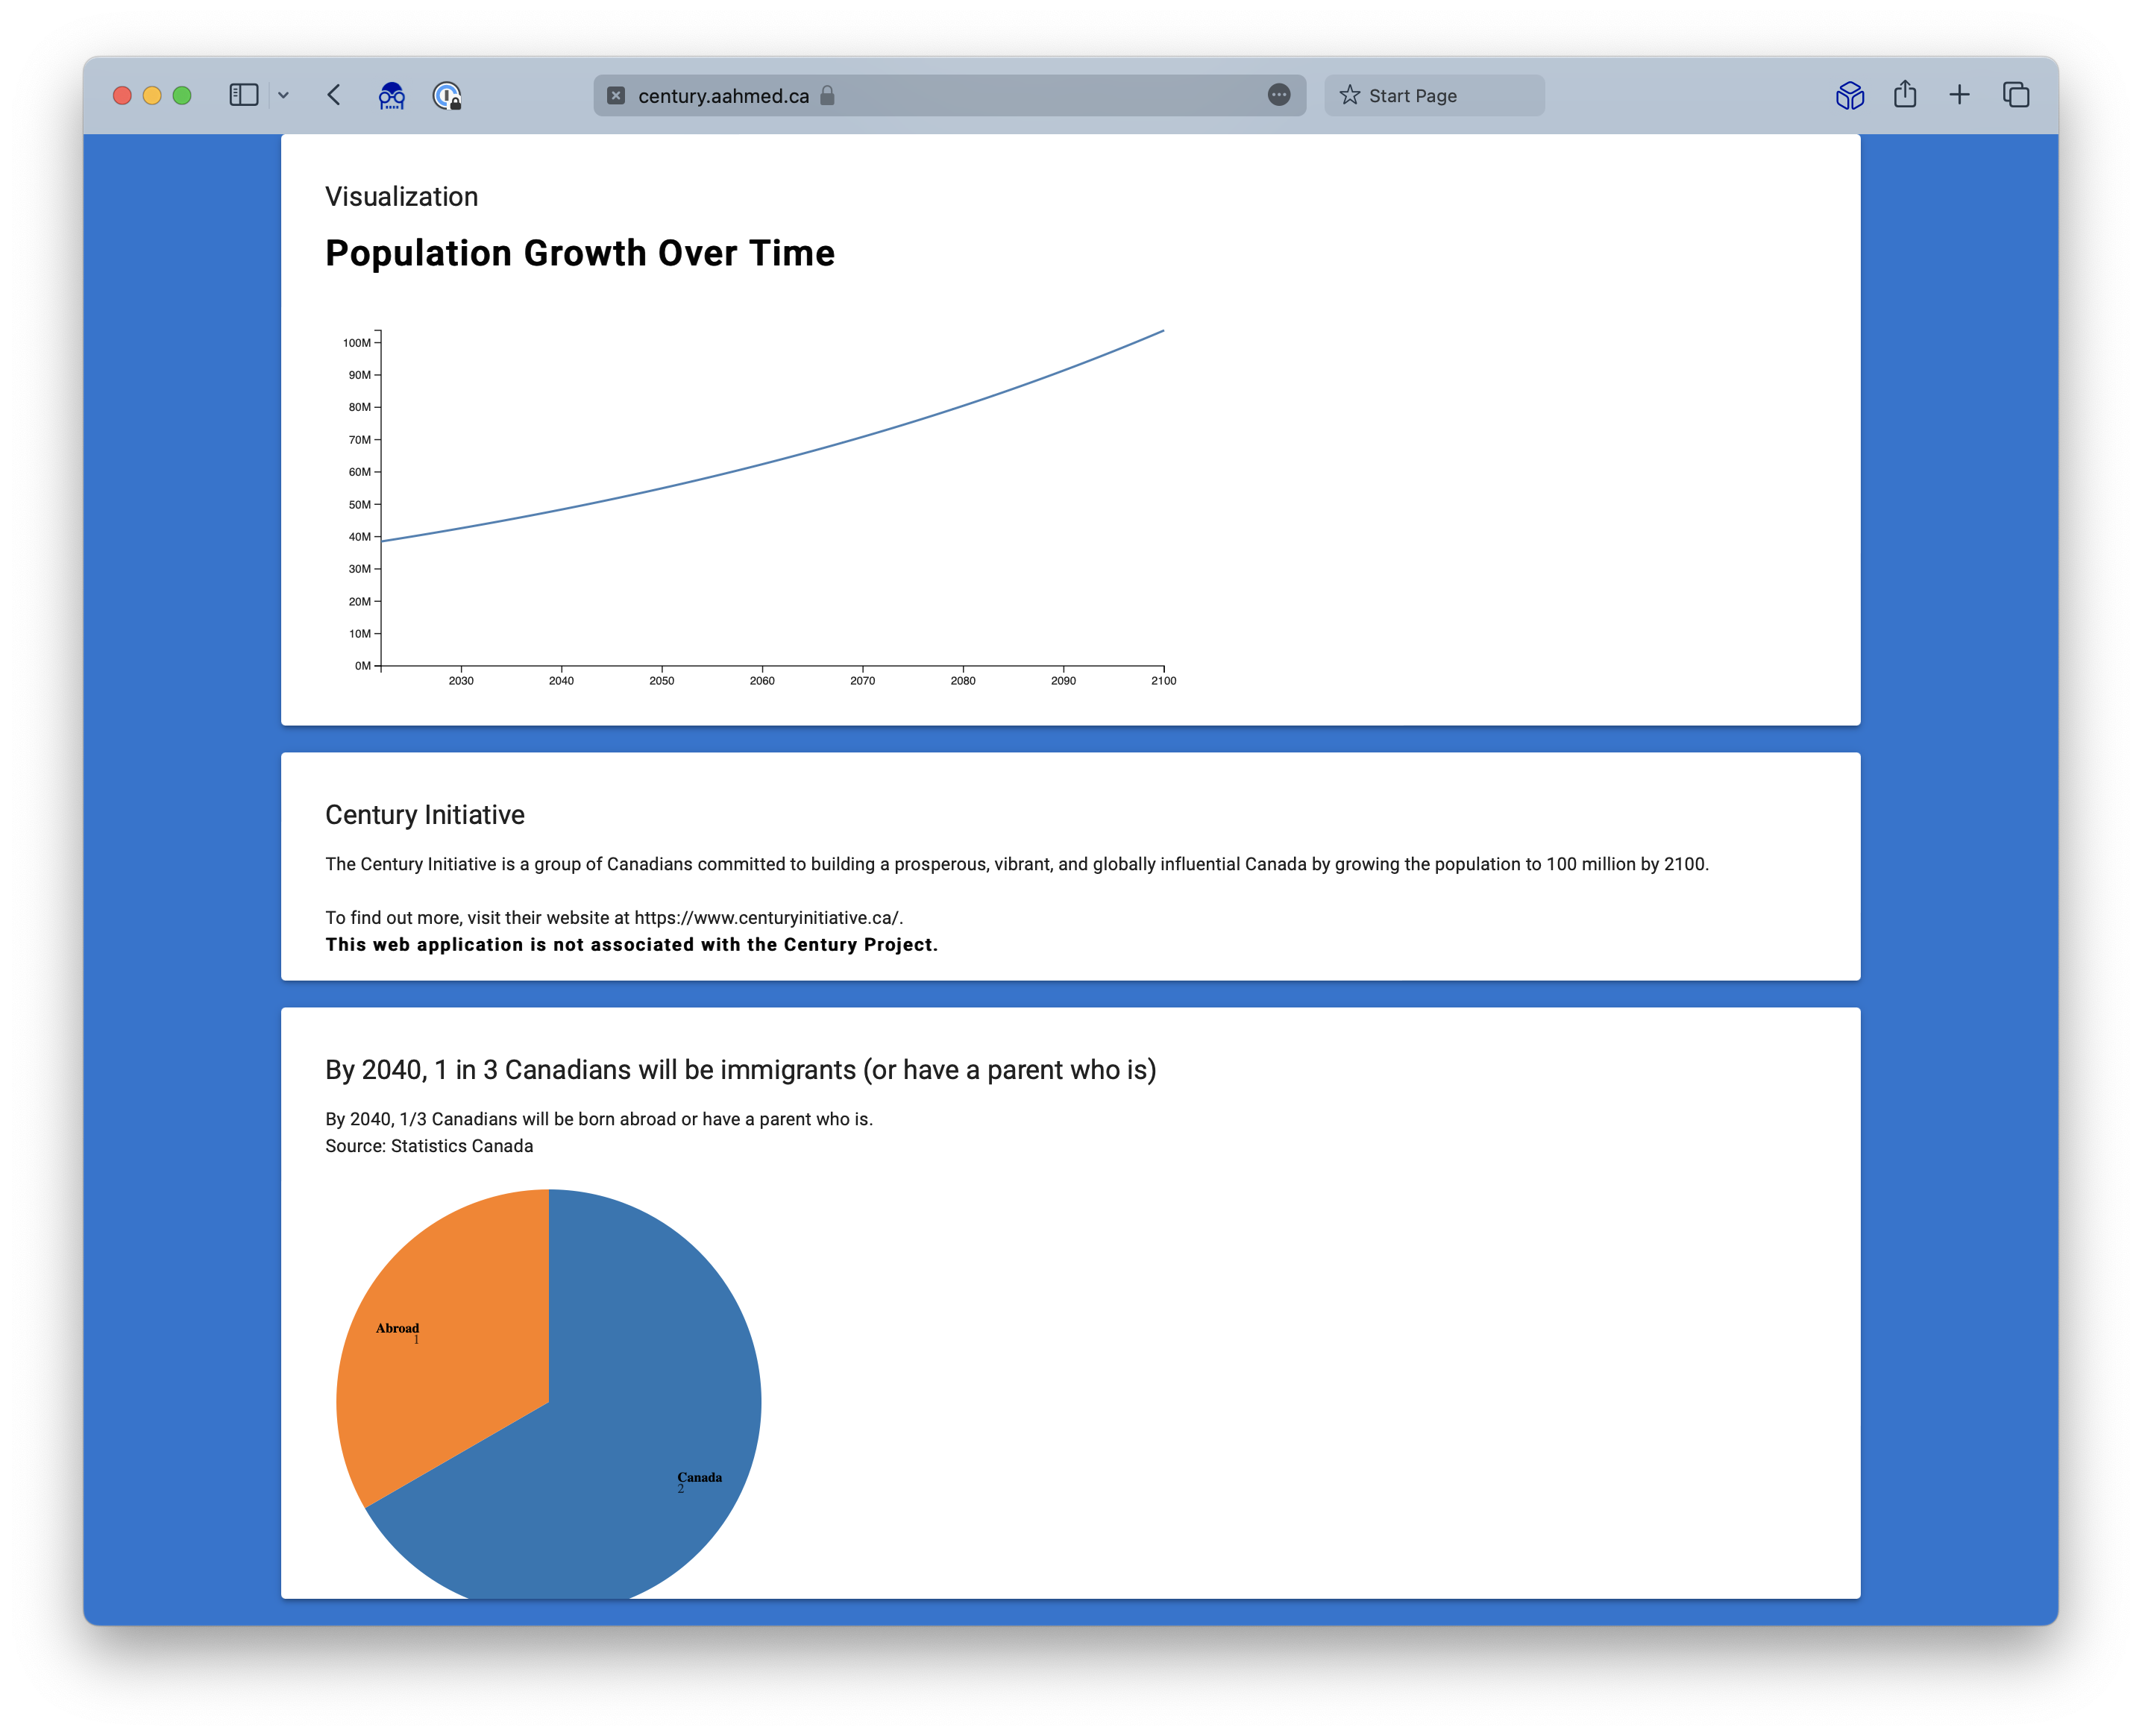 century.aahmed.ca
Start Page
Visualization
Population Growth Over Time
100M
90M
80M
70M
60M
50M
40M
30M
20M
10M
0M
2030 2040 2050 2060 2070 2080 2090 2100
Century Initiative
The Century Initiative is a group of Canadians committed to building a prosperous, vibrant, and globally influential Canada by growing the population to 100 million by 2100.
To find out more, visit their website at https://www.centuryinitiative.ca/.
This web application is not associated with the Century Project.
By 2040, 1 in 3 Canadians will be immigrants (or have a parent who is)
By 2040, 1/3 Canadians will be born abroad or have a parent who is.
Source: Statistics Canada
Abroad
1
Canada
2